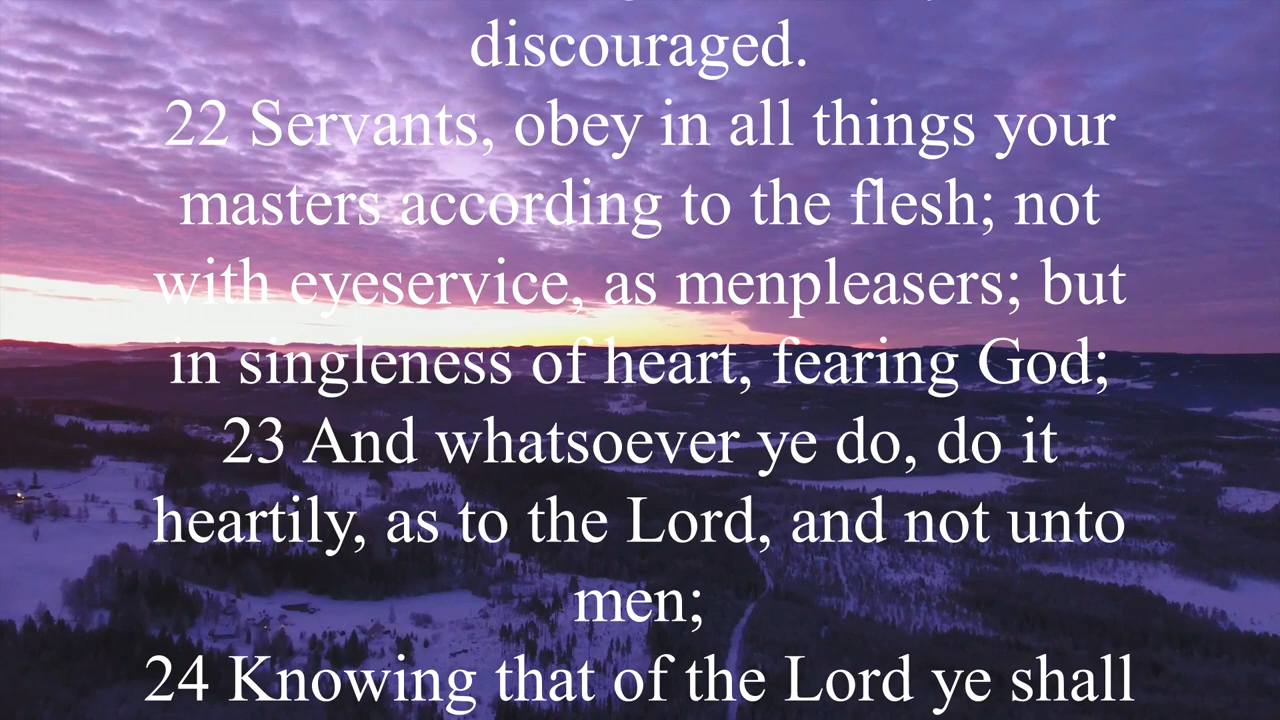 discouraged.
22 Servants, obey in all things your
masters according to the flesh; not
with eyeservice, as menpleasers; but
in singleness of heart, fearing God;
23 And whatsoever ye do, do it
heartily, as to the Lord, and not unto
men;
24 Knowing that of the Lord ye shall